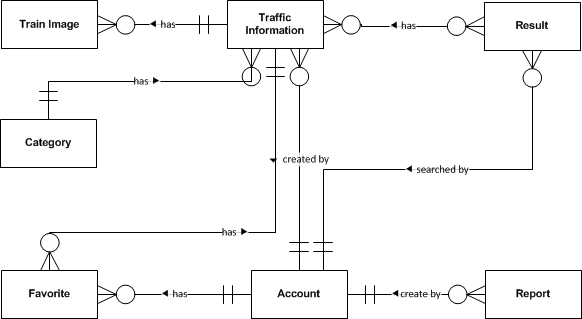 Train Image
has
Traffic
Information
has
Result
has
Category
created by
searched by
has
Favorite
has
Account
create by
Report